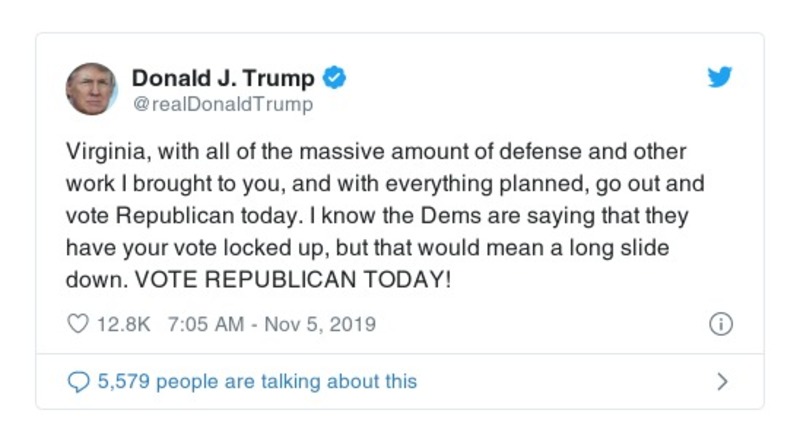 Donald J. Trump
@realDonaldTrump
Virginia, with all of the massive amount of defense and other
work I brought to you, and with everything planned, go out and
vote Republican today. I know the Dems are saying that they
have your vote locked up, but that would mean a long slide
down. VOTE REPUBLICAN TODAY!
12.8K 7:05 AM - Nov 5, 2019
5,579 people are talking about this